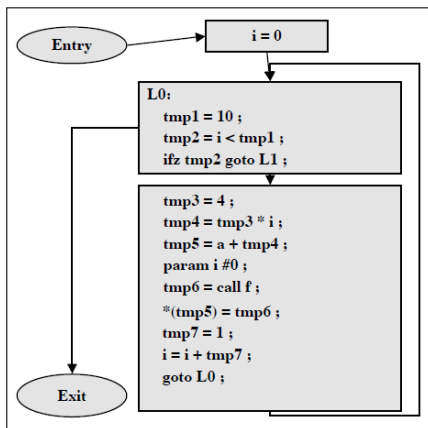 Entry
i = 0
L0:
tmp1 = 10 ;
tmp2 = i < tmp1 ;
ifz tmp2 goto L1 ;
tmp3 = 4 ;
tmp4 = tmp3 * i ;
tmp5 = a + tmp4 ;
param i #0 ;
tmp6 = call f ;
*(tmp5) = tmp6 ;
tmp7 = 1 ;
i = i + tmp7 ;
goto L0 ;
Exit